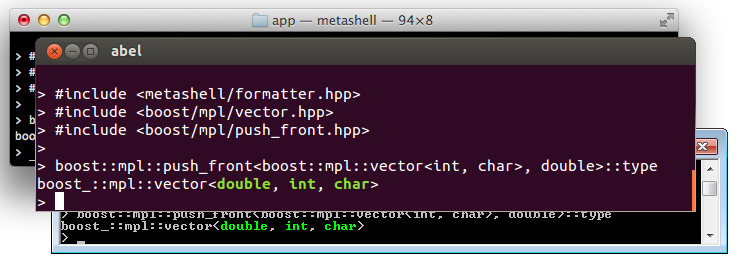 app — metashell — 94×8
> #
> #
> #
>
> b
boo
> _
abel
> #include <metashell/formatter.hpp>
> #include <boost/mpl/vector.hpp>
> #include <boost/mpl/push_front.hpp>
>
> boost::mpl::push_front<boost::mpl::vector<int, char>, double>::type
boost_::mpl::vector<double, int, char>
>
> boost::mpl::push_front<boost::mpl::vector<int, char>, double>::type
boost_::mpl::vector<double, int, char>
> _